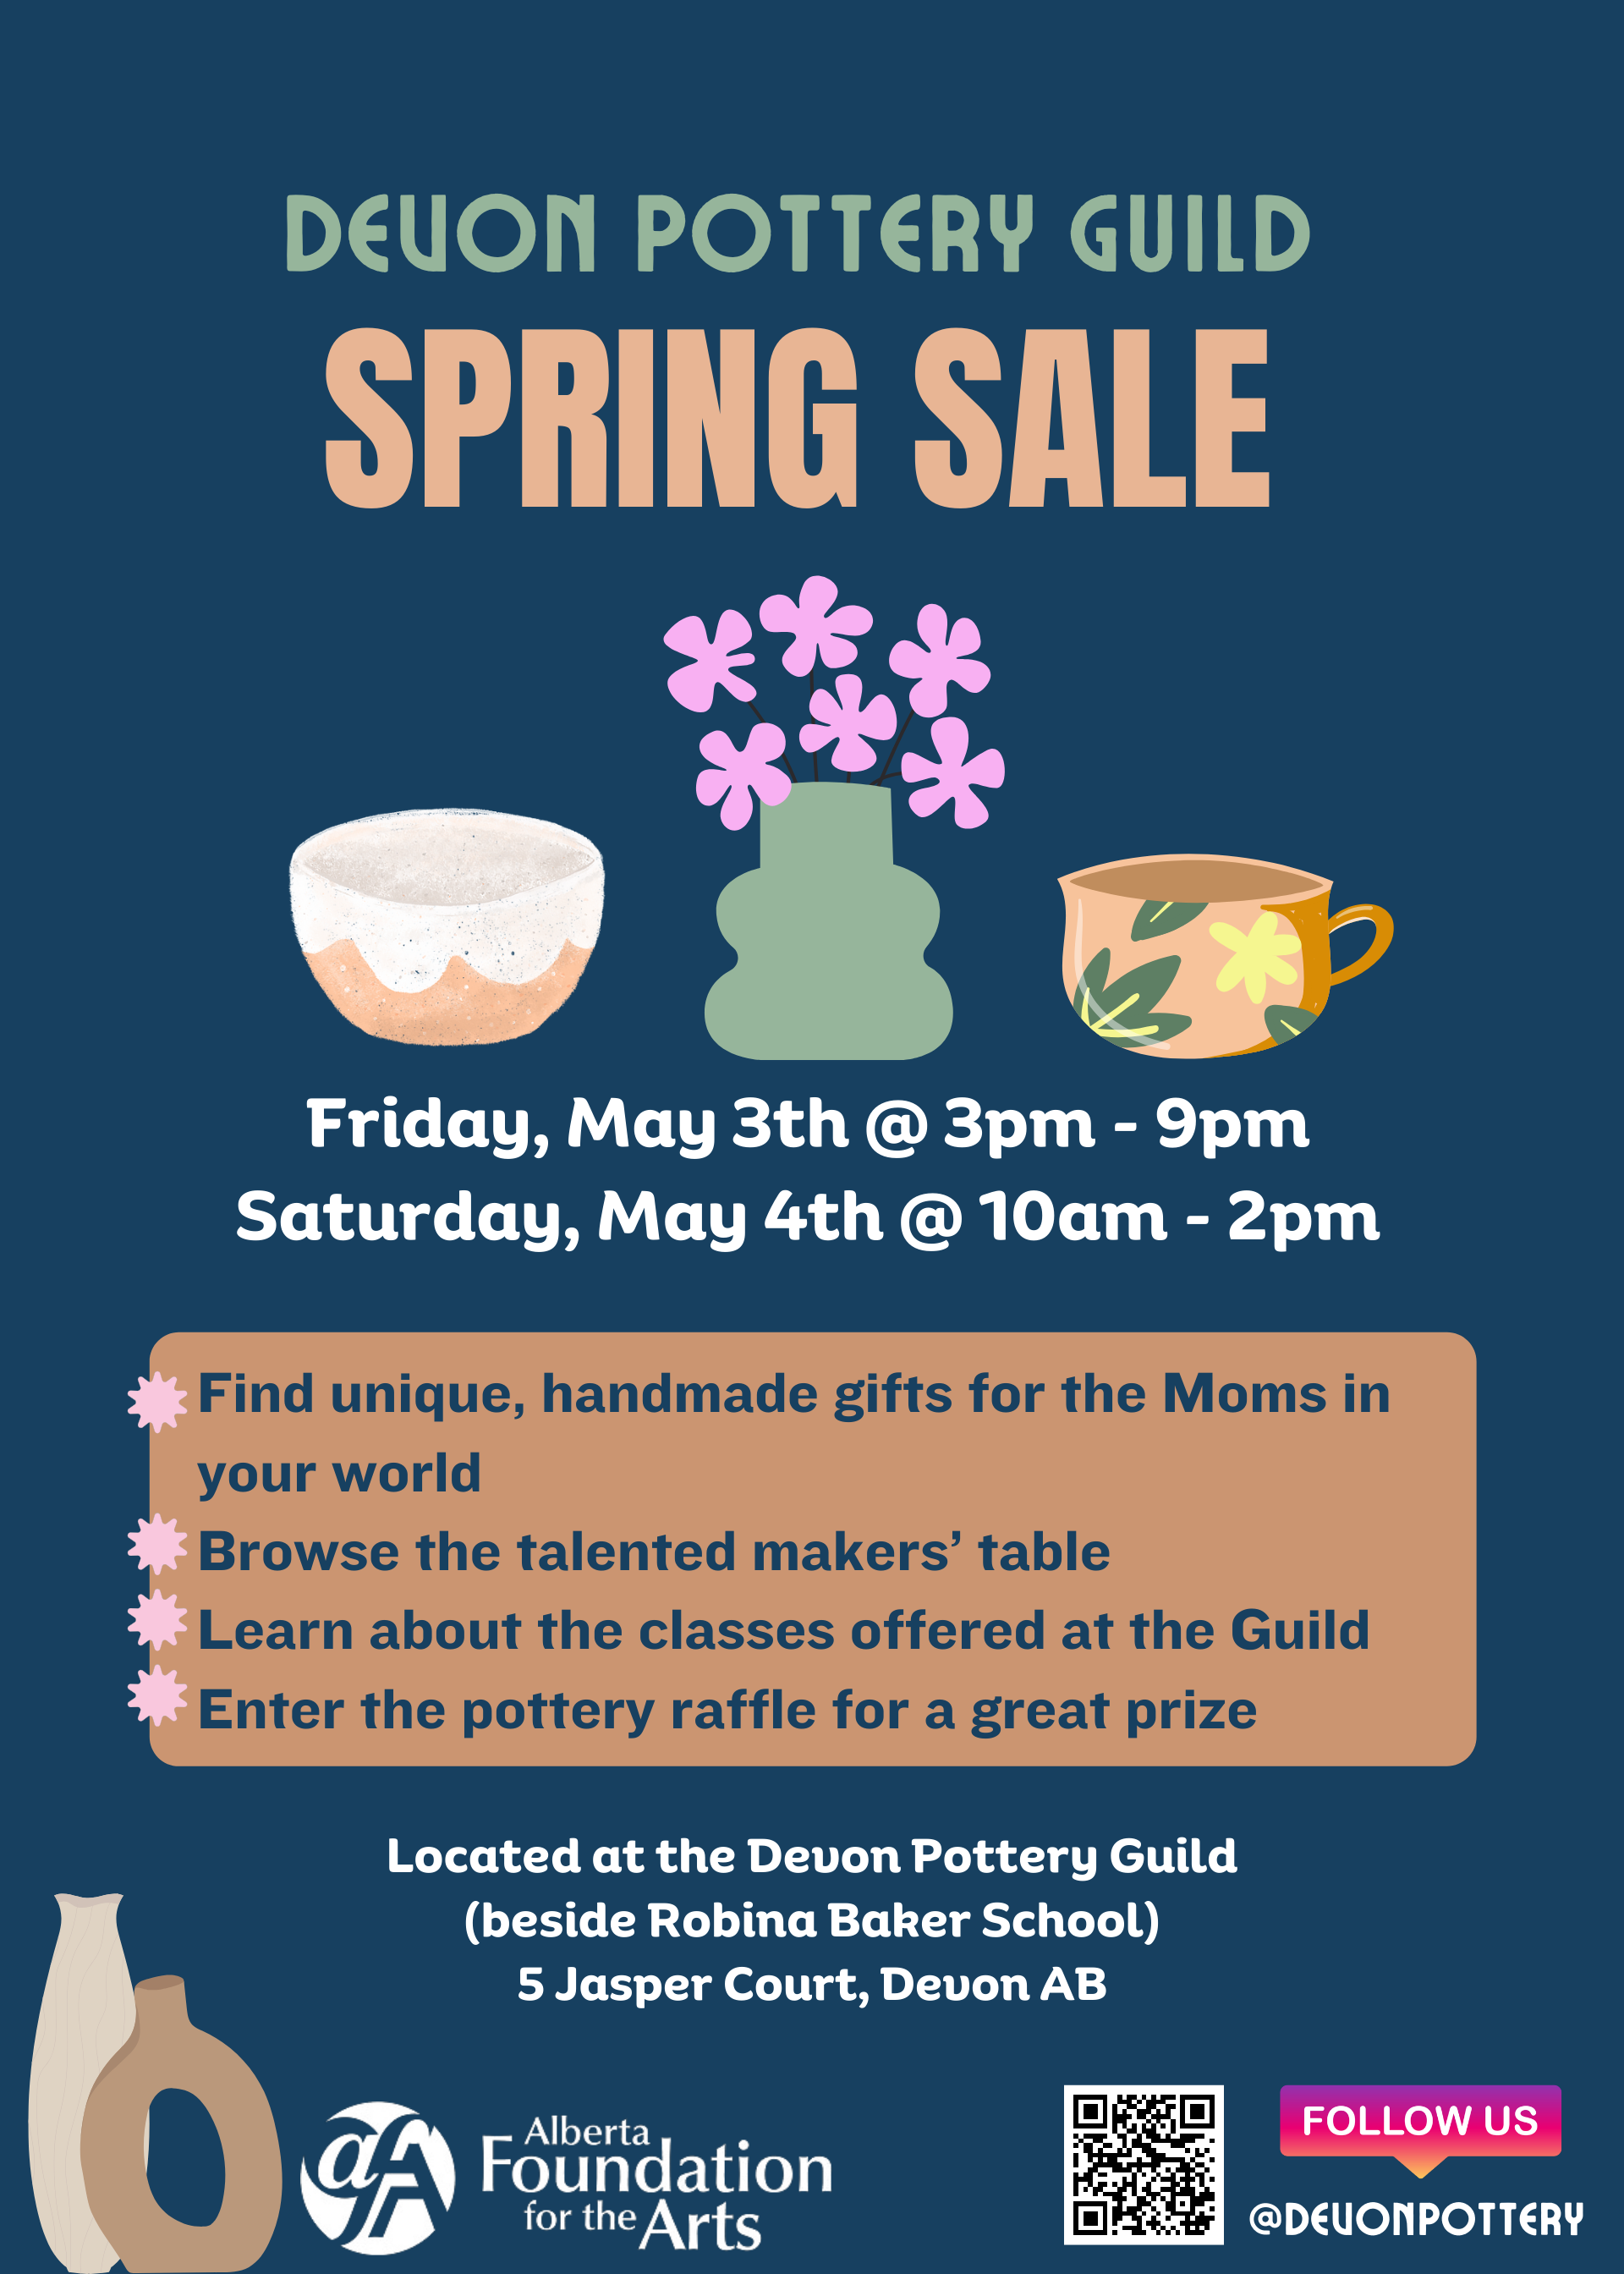 DEVON POTTERY GUILD
SPRING SALE
Friday, May 3th @ 3pm - 9pm
Saturday, May 4th @ 10am - 2pm
Find unique, handmade gifts for the Moms in
your world
Browse the talented makers’ table
Learn about the classes offered at the Guild
Enter the pottery raffle for a great prize
Located at the Devon Pottery Guild
(beside Robina Baker School)
5 Jasper Court, Devon AB
aA
Alberta
Foundation
for the Arts
FOLLOW US
@DEVONPOTTERY